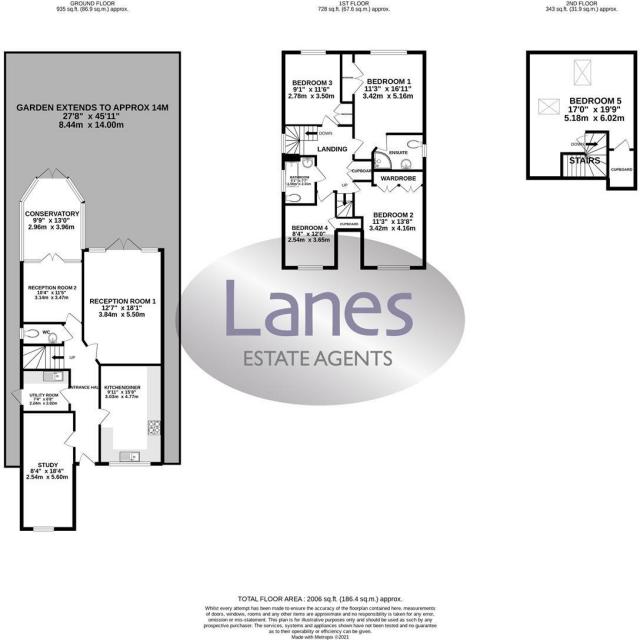 GROUND FLOOR
935 sq.ft. (86.9 sq.m.) approx.
1ST FLOOR
728 sq.ft. (67.6 sq.m.) approx.
2ND FLOOR
343 sq.ft. (31.9 sq.m.) approx.
GARDEN EXTENDS TO APPROX 14M
27'8" x 45'11"
8.44m x 14.00m
CONSERVATORY
9'9" x 13'0"
2.96m x 3.96m
RECEPTION ROOM 2
10'4" x 11'5"
3.14m x 3.47m
RECEPTION ROOM 1
12'7" x 18'1"
3.84m x 5.50m
WC
UP
ENTRANCE HALL
UTILITY ROOM
KITCHEN/DINER
9'11" x 15'8"
3.03m x 4.77m
STUDY
8'4" x 18'4"
2.54m x 5.60m
BEDROOM 3
9'1" x 11'6"
2.78m x 3.50m
BEDROOM 1
11'3" x 16'11"
3.42m x 5.16m
DOWN
LANDING
ENSUITE
BATHROOM
CUPBOARD
WARDROBE
UP
BEDROOM 4
8'4" x 12'0"
2.54m x 3.65m
CUPBOARD
BEDROOM 2
11'3" x 13'8"
3.42m x 4.16m
BEDROOM 5
17'0" x 19'9"
5.18m x 6.02m
DOWN
STAIRS
CUPBOARD
Lanes
ESTATE AGENTS
TOTAL FLOOR AREA : 2006 sq.ft. (186.4 sq.m.) approx.
Whilst every attempt has been made to ensure the accuracy of the floorplan contained here, measurements
of doors, windows, rooms and any other items are approximate and no responsibility is taken for any error,
omission or mis-statement. This plan is for illustrative purposes only and should be used as such by any
prospective purchaser. The services, systems and appliances shown have not been tested and no guarantee
as to their operability or efficiency can be given.
Made with Metropix ©2021